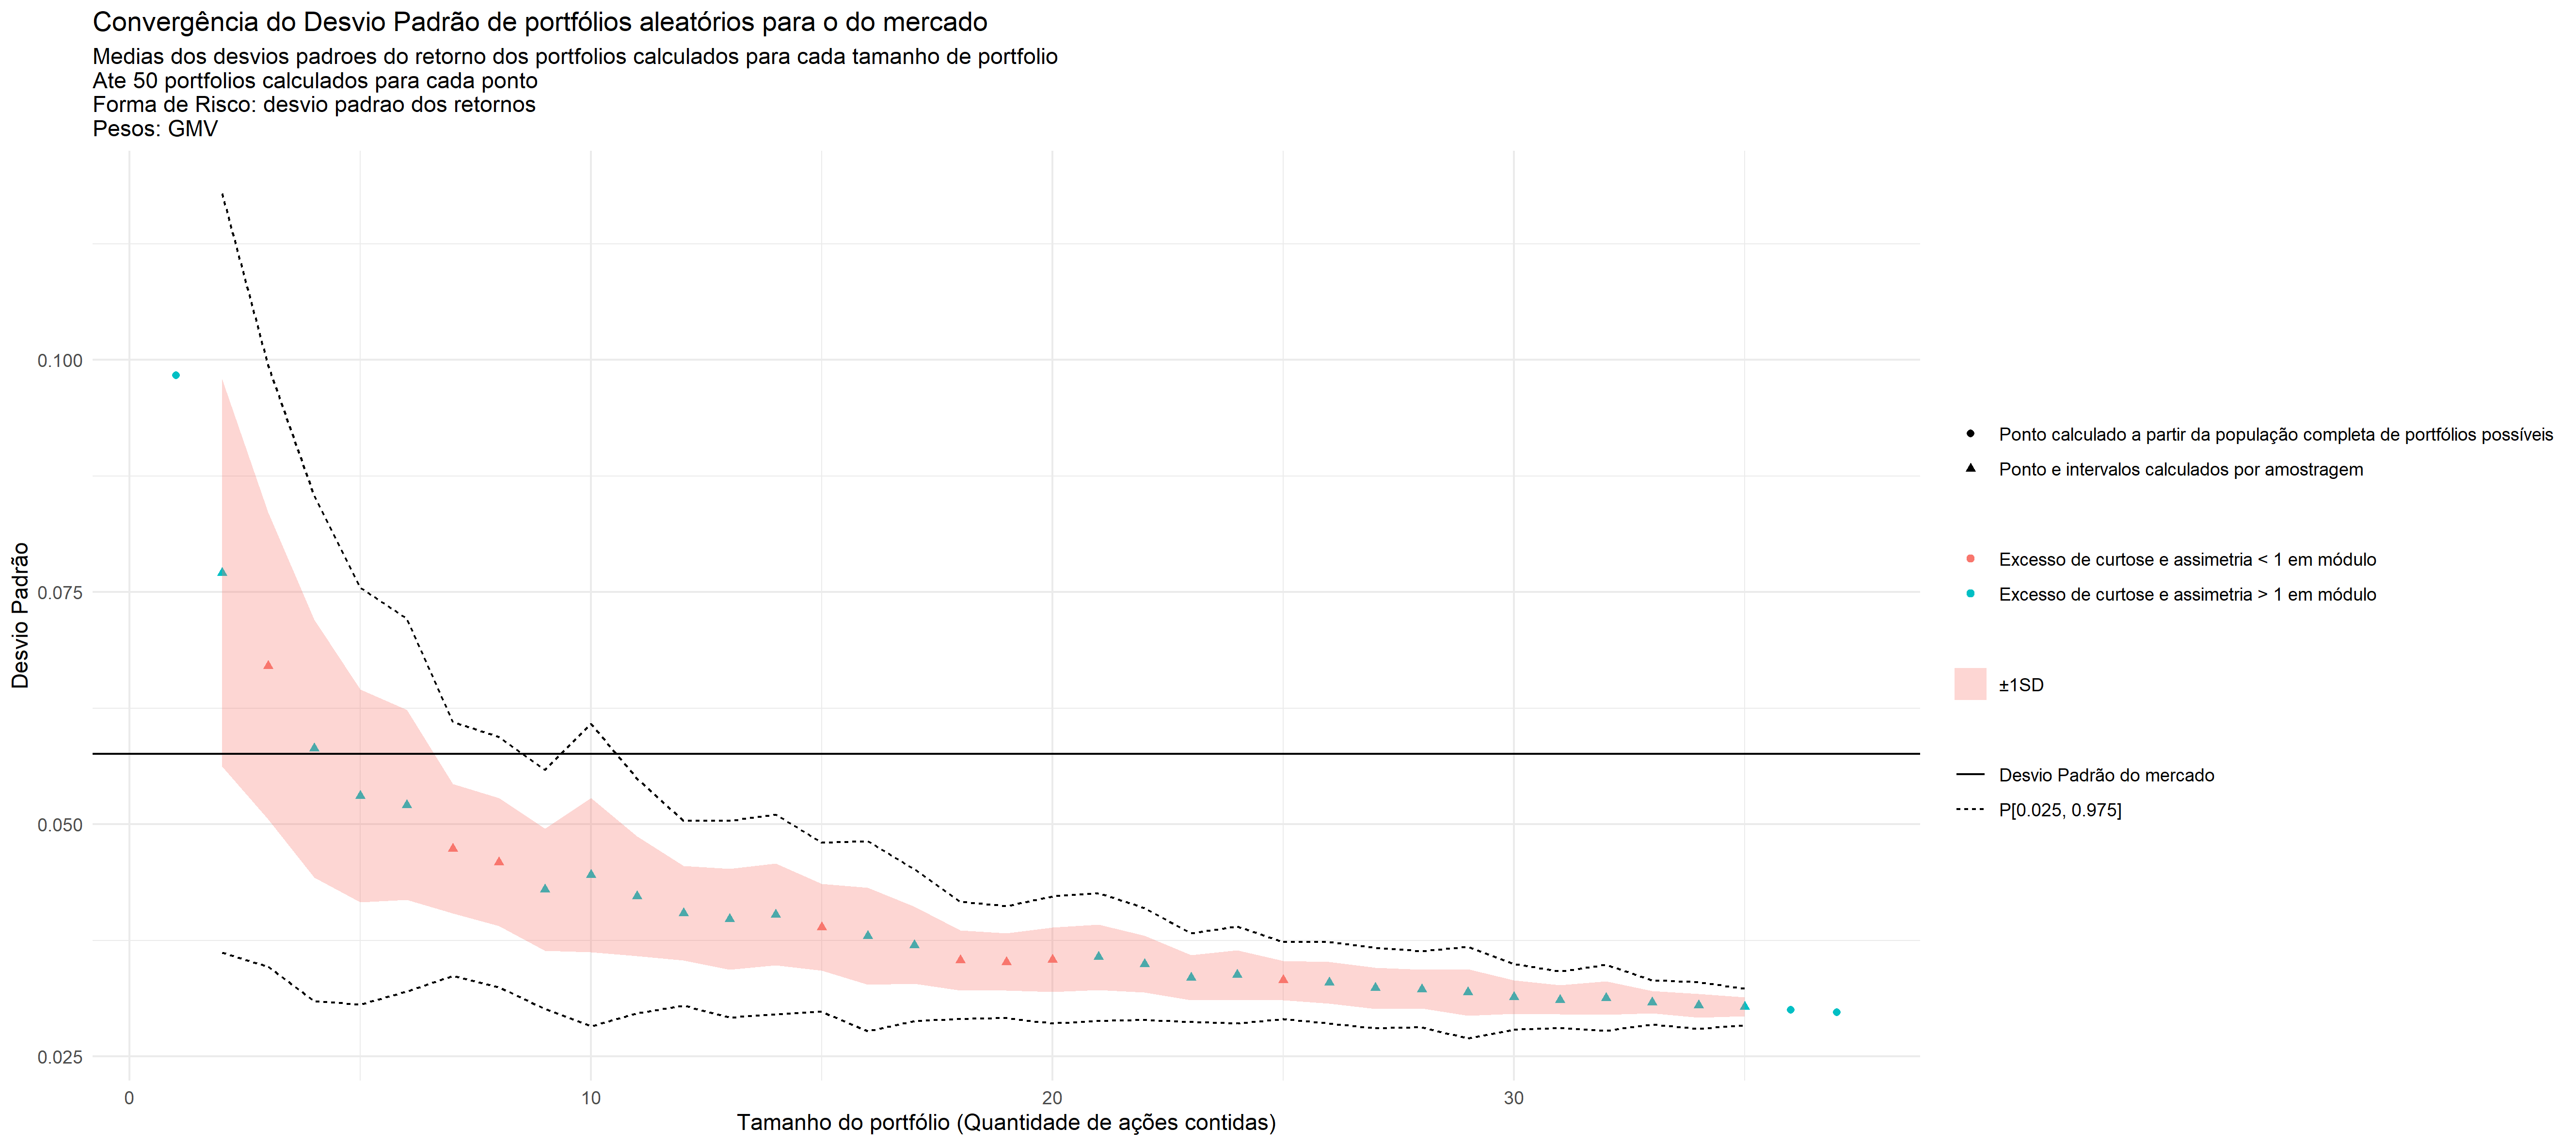 Convergência do Desvio Padrão de portfólios aleatórios para o do mercado
Medias dos desvios padroes do retorno dos portfolios calculados para cada tamanho de portfolio
Ate 50 portfolios calculados para cada ponto
Forma de Risco: desvio padrao dos retornos
Pesos: GMV
Desvio Padrão
0.100
0.075
0.050
0.025
0
10
20
30
Tamanho do portfólio (Quantidade de ações contidas)
Ponto calculado a partir da população completa de portfólios possíveis
Ponto e intervalos calculados por amostragem
Excesso de curtose e assimetria < 1 em módulo
Excesso de curtose e assimetria > 1 em módulo
±1SD
Desvio Padrão do mercado
P[0.025, 0.975]